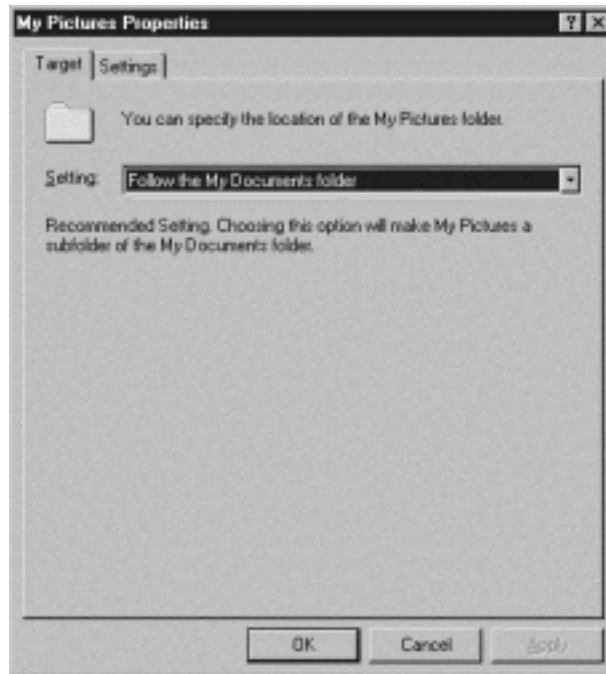 My Pictures Properties
Target
Settings
You can specify the location of the My Pictures folder.
Setting:
Follow the My Documents folder
Recommended Setting. Choosing this option will make My Pictures a
subfolder of the My Documents folder.
OK
Cancel
Apply